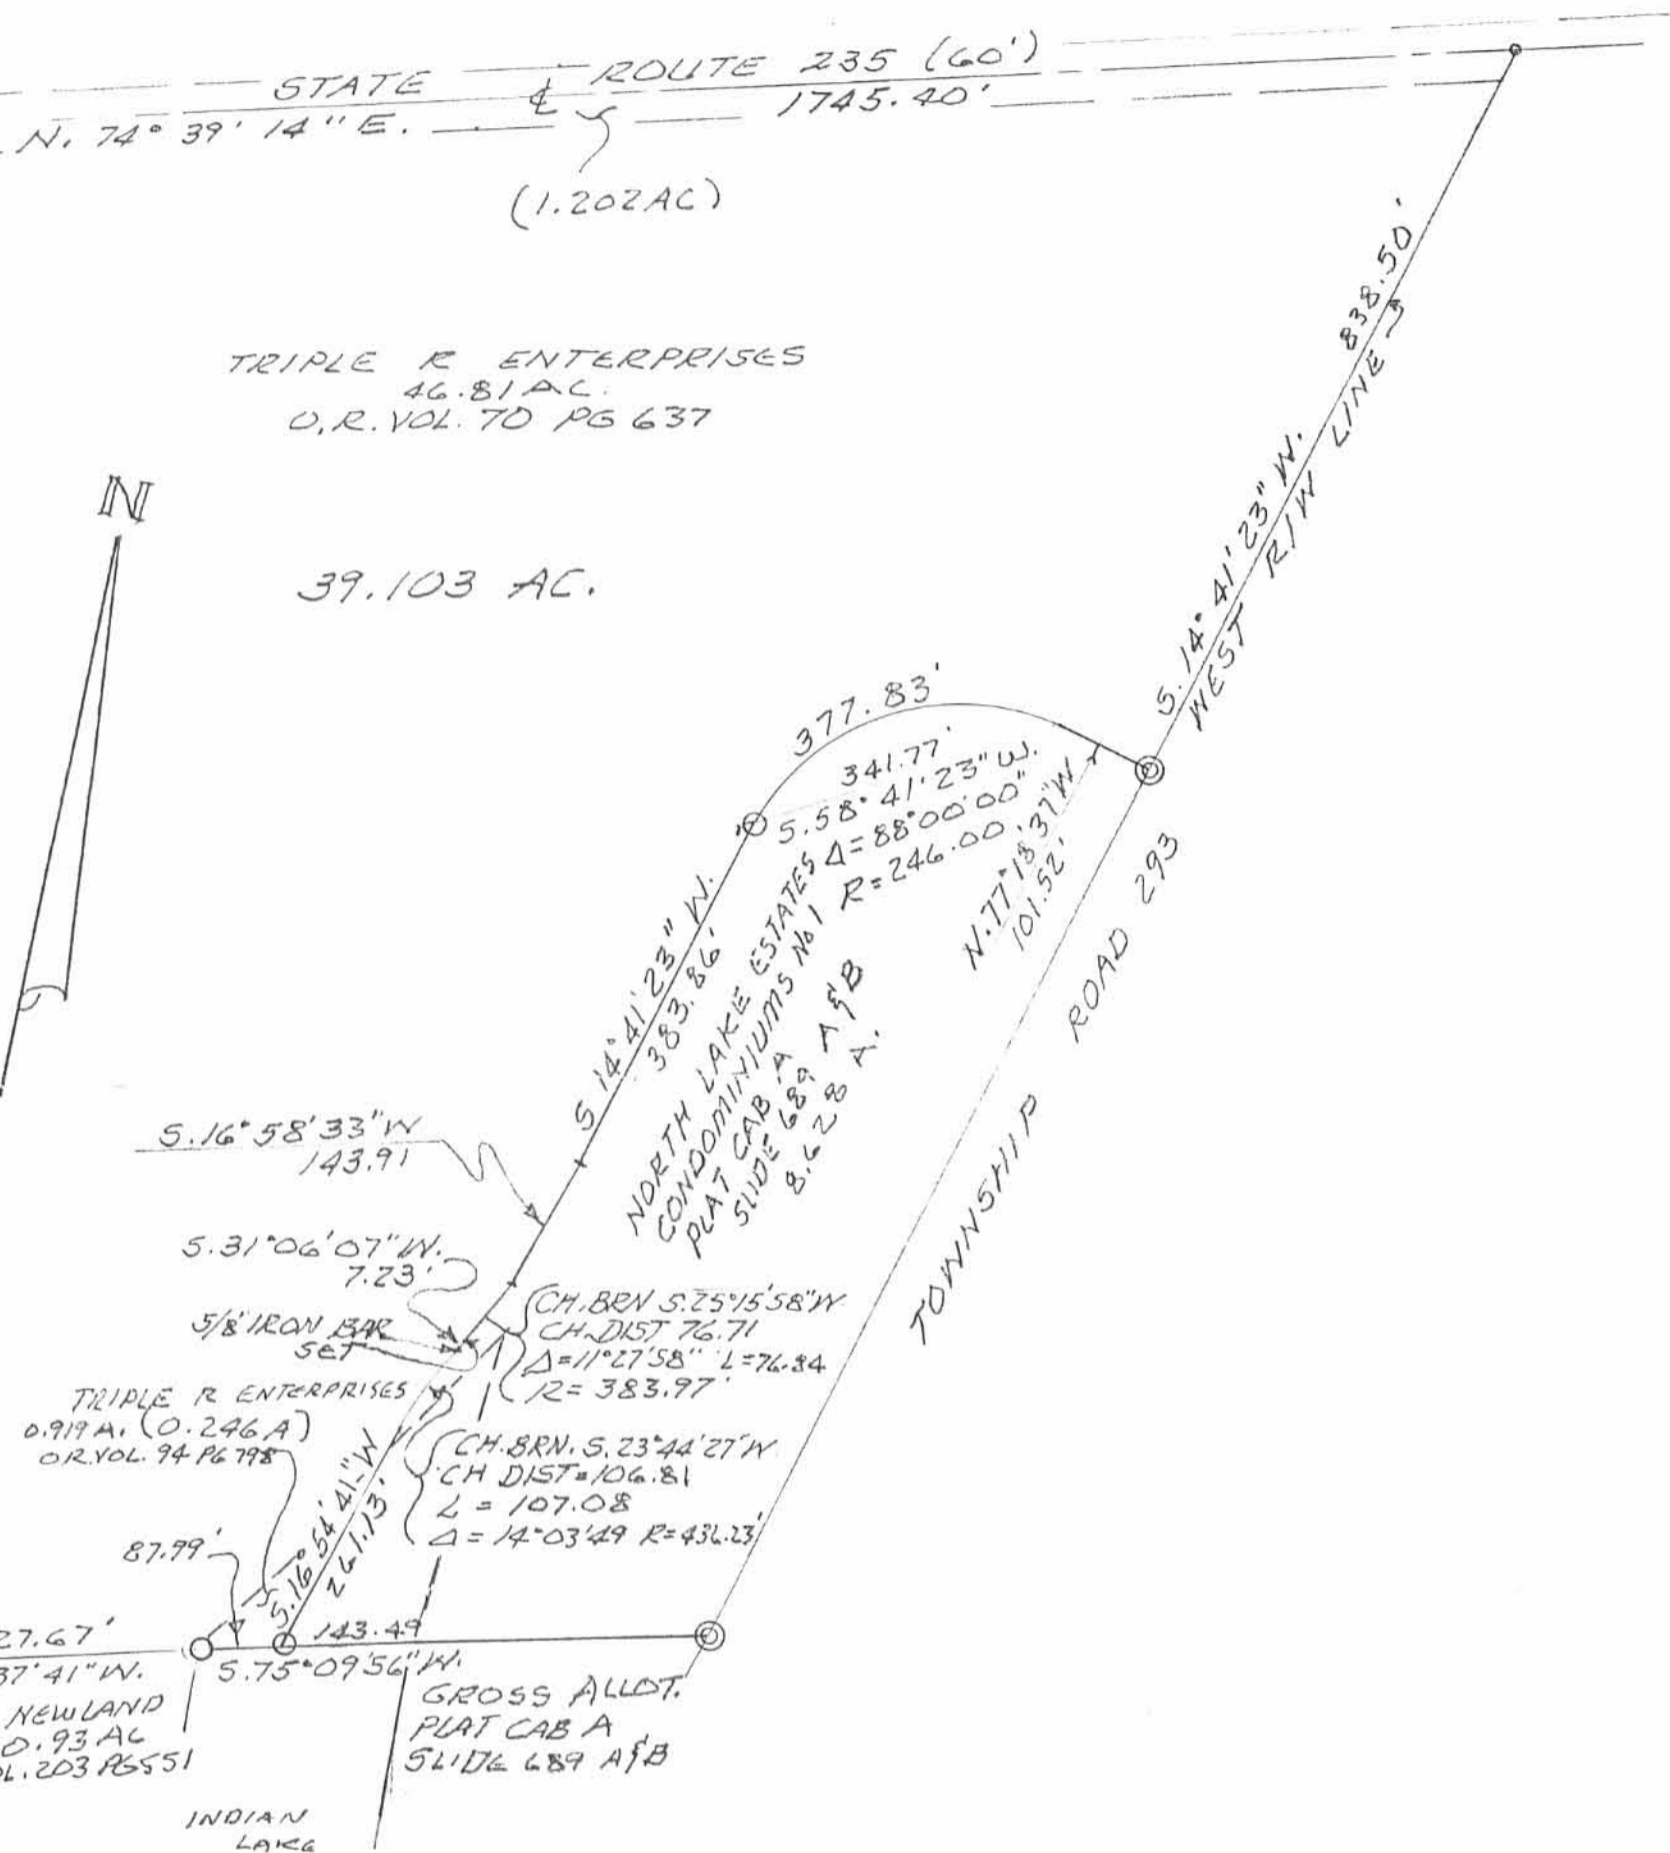 STATE ℄ ROUTE 235 (60')
N. 74° 39' 14" E. 1745.40'
(1.202AC)
TRIPLE R ENTERPRISES
46.81 AC.
O.R. VOL. 70 PG 637
N
39.103 AC.
838.50'
S. 14° 41' 23" W.
WEST R/W LINE
377.83'
341.77'
S.58° 41' 23" W.
Δ=88°00'00"
R=246.00'
N.77°18'37"W
101.52'
S 14° 41' 23" W.
383.86'
NORTH LAKE ESTATES
CONDOMINIUMS No 1
PLAT CAB A
SLIDE 689 A & B
8.628 A.
TOWNSHIP ROAD 293
S.16° 58' 33" W
143.91
S.31°06'07" W.
7.23'
5/8" IRON BAR
SET
CH. BRN S.25°15'58"W
CH. DIST 76.71
Δ=11°27'58" L=76.84
R= 383.97'
TRIPLE R ENTERPRISES
0.919 A. (0.246 A)
O.R. VOL. 94 PG 798
CH. BRN. S. 23°44'27"W
CH DIST=106.81
L = 107.08
Δ = 14°03'49 R=436.23'
S.16° 54' 41" W
261.13'
87.99'
27.67'
37'41" W.
143.49
S.75°09'56" W.
NEWLAND
0.93 AC
L. 203 PG 551
GROSS ALLOT.
PLAT CAB A
SLIDE 689 A & B
INDIAN
LAKE